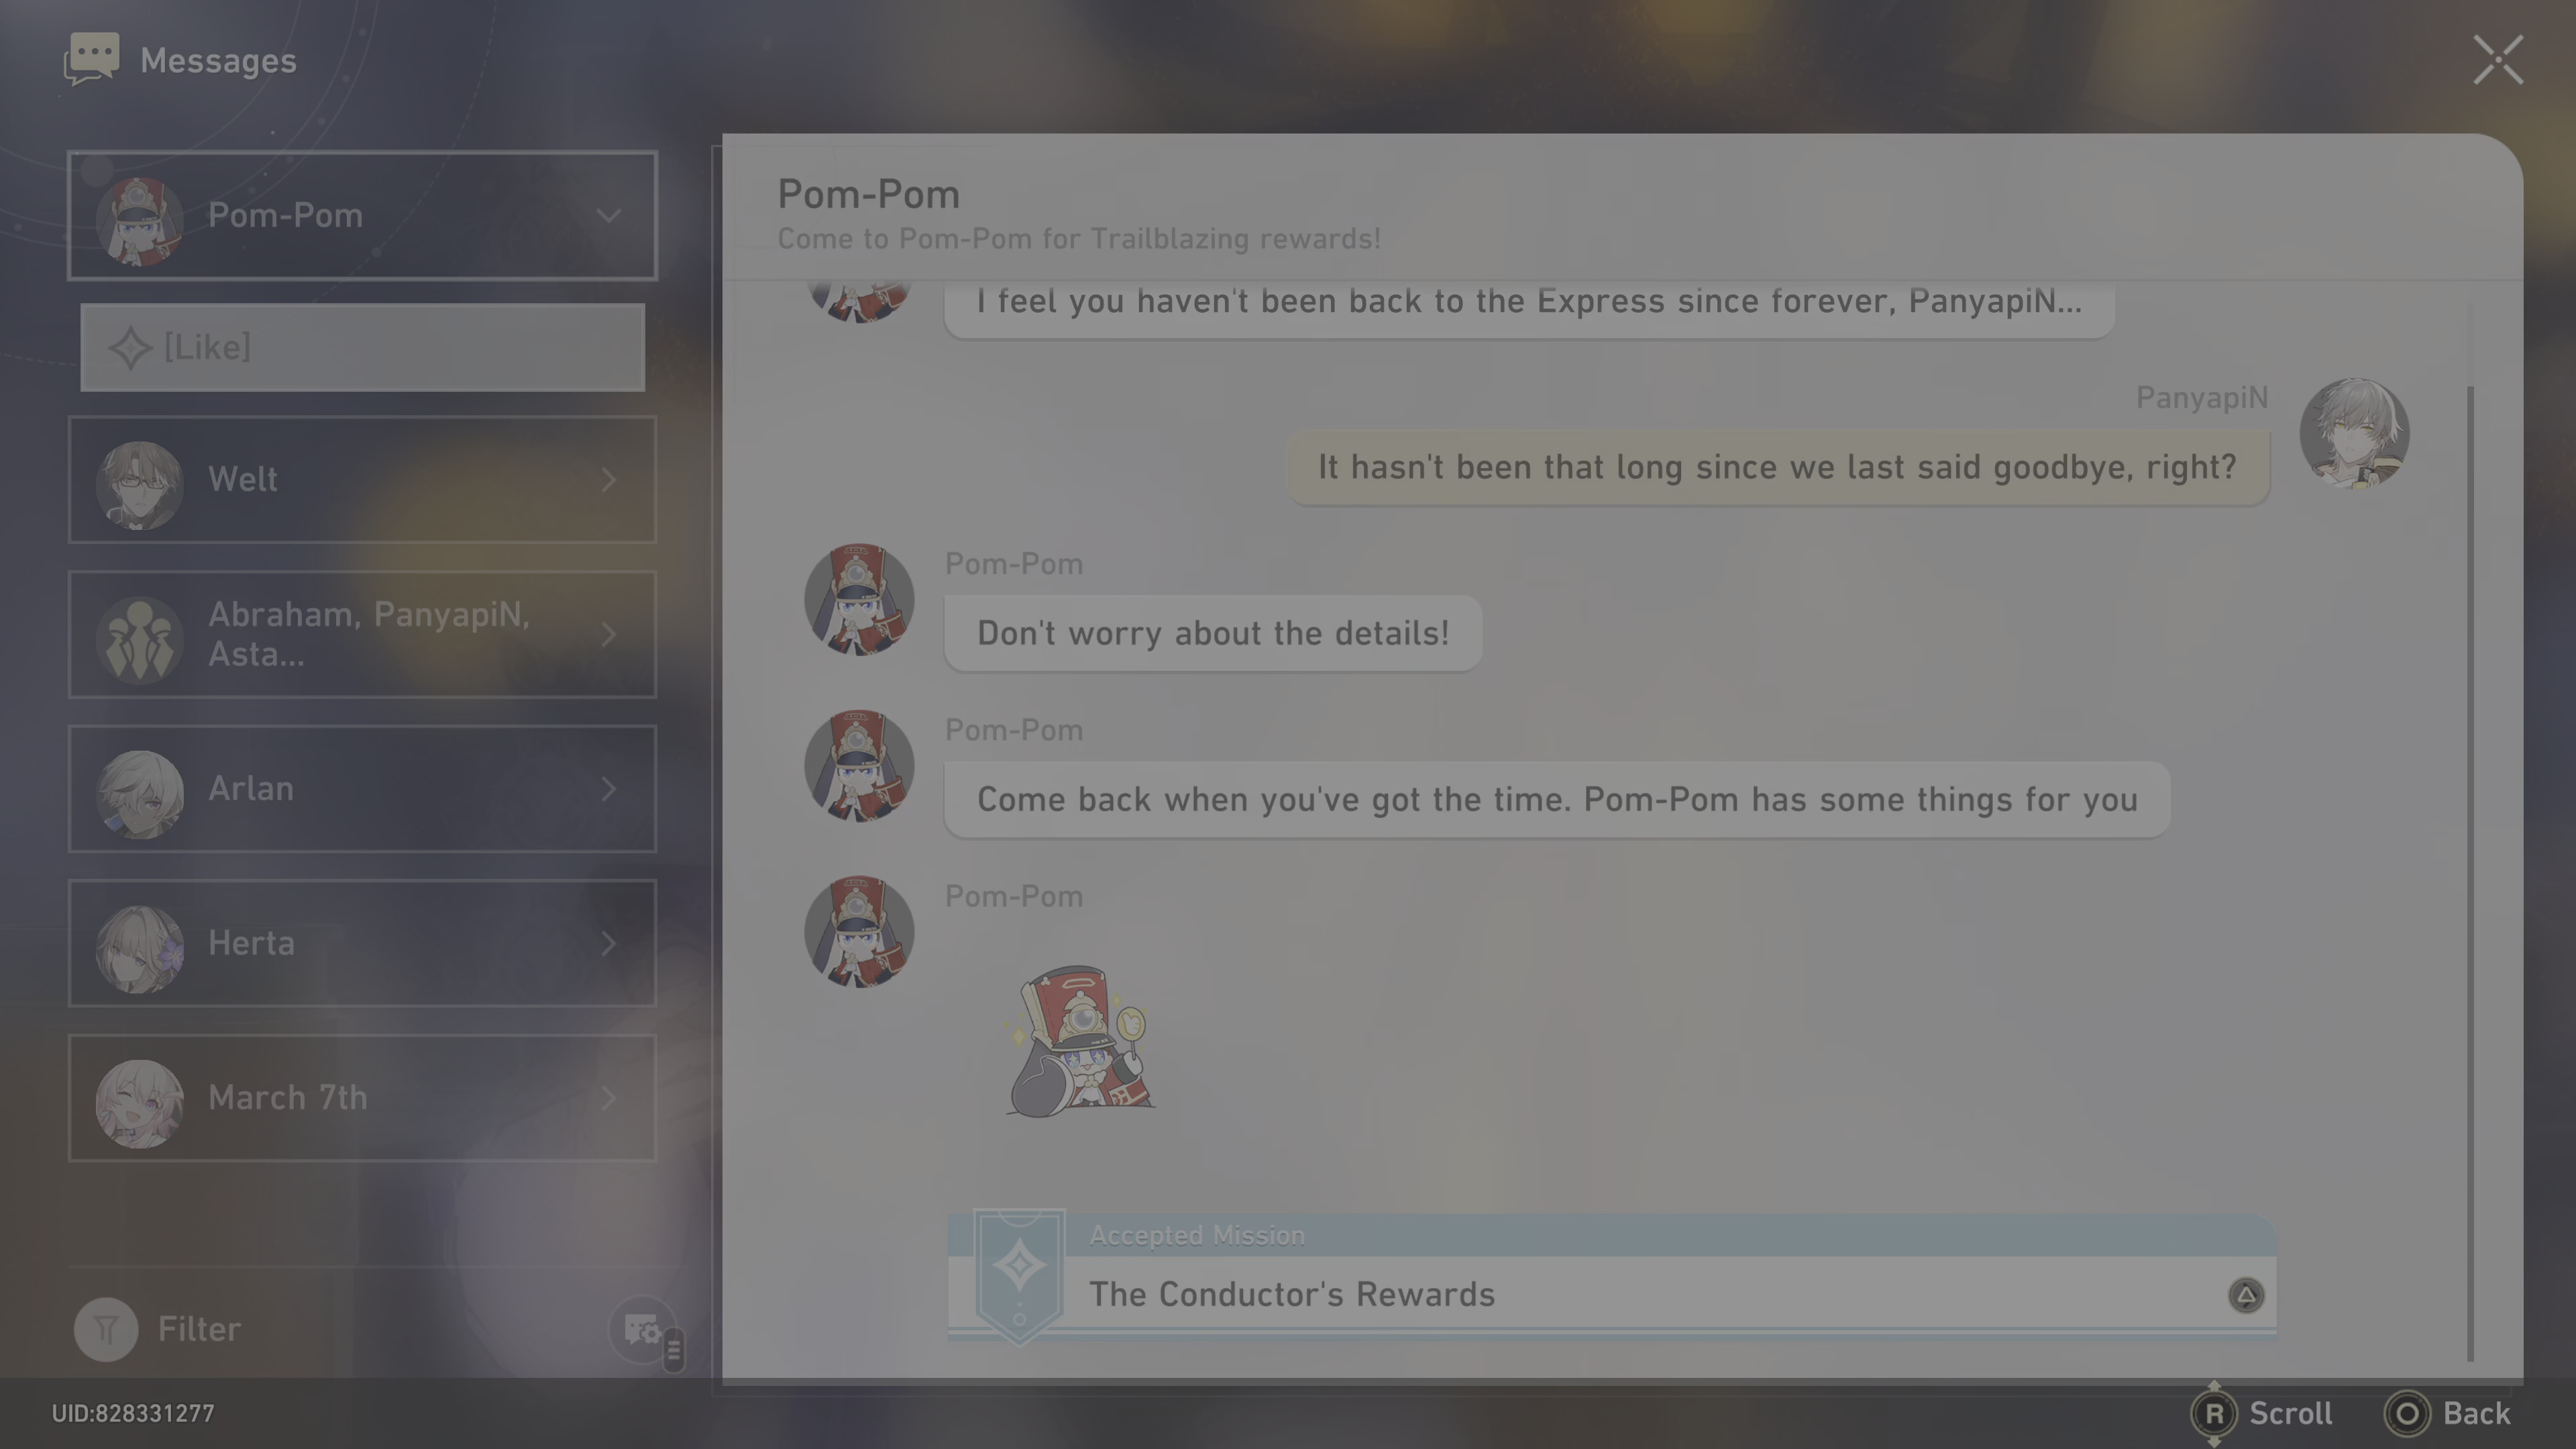 Messages
Pom-Pom
[Like]
Welt
Abraham, PanyapiN,
Asta...
Arlan
Herta
March 7th
Filter
UID:828331277
Pom-Pom
Come to Pom-Pom for Trailblazing rewards!
I feel you haven't been back to the Express since forever, PanyapiN...
PanyapiN
It hasn't been that long since we last said goodbye, right?
Pom-Pom
Don't worry about the details!
Pom-Pom
Come back when you've got the time. Pom-Pom has some things for you
Pom-Pom
Accepted Mission
The Conductor's Rewards
R Scroll
Back